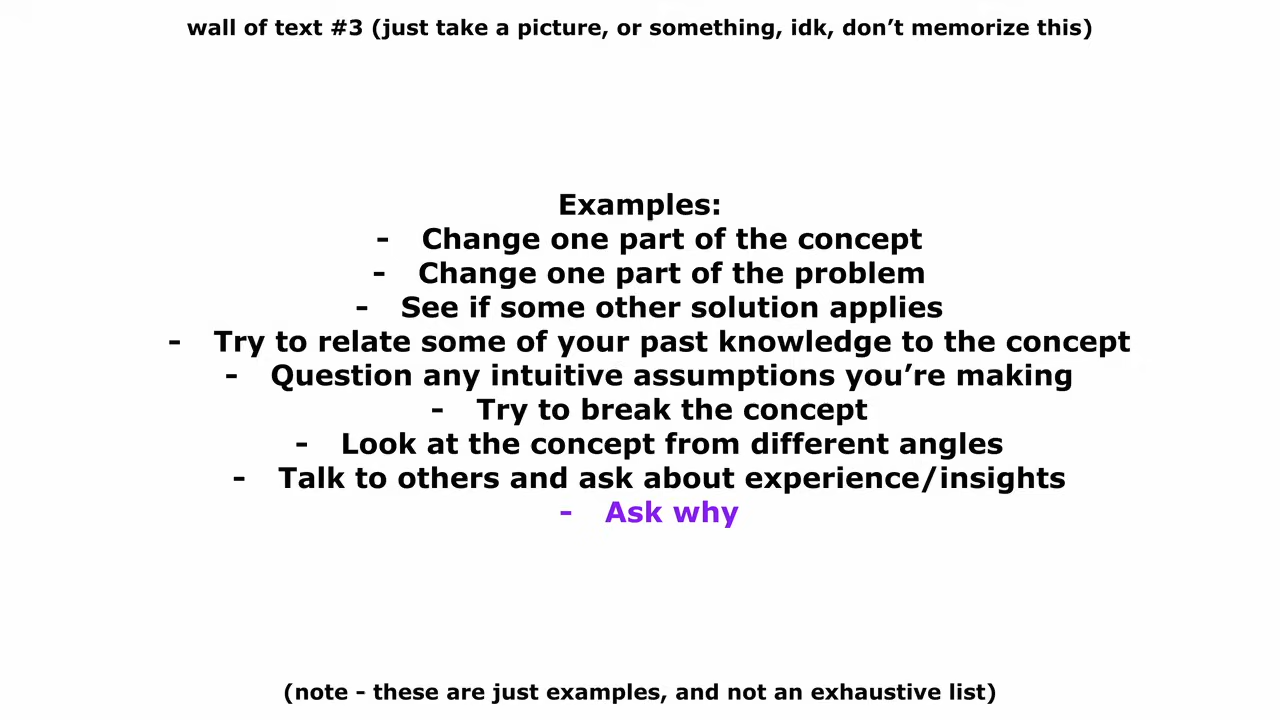 wall of text #3 (just take a picture, or something, idk, don’t memorize this)
Examples:
- Change one part of the concept
- Change one part of the problem
- See if some other solution applies
- Try to relate some of your past knowledge to the concept
- Question any intuitive assumptions you’re making
- Try to break the concept
- Look at the concept from different angles
- Talk to others and ask about experience/insights
- Ask why
(note - these are just examples, and not an exhaustive list)